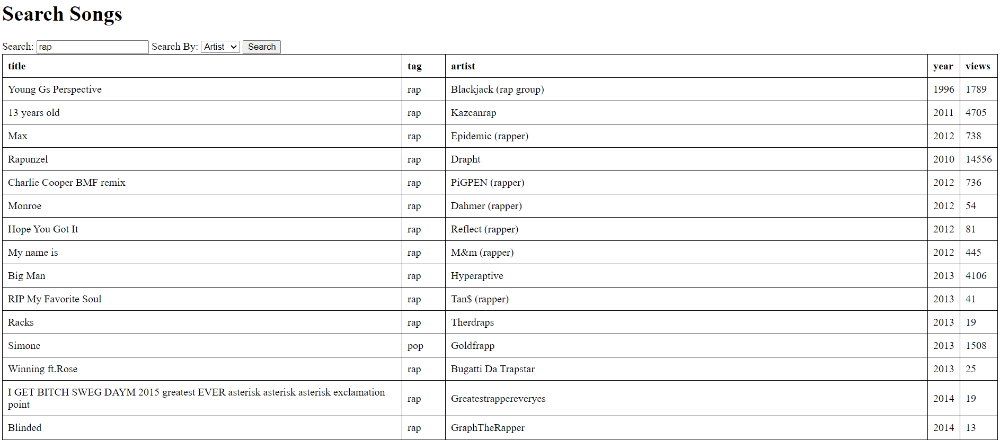 Search Songs
Search: rap Search By: Artist Search
title tag artist year views
Young Gs Perspective rap Blackjack (rap group) 1996 1789
13 years old rap Kazcanrap 2011 4705
Max rap Epidemic (rapper) 2012 738
Rapunzel rap Drapht 2010 14556
Charlie Cooper BMF remix rap PiGPEN (rapper) 2012 736
Monroe rap Dahmer (rapper) 2012 54
Hope You Got It rap Reflect (rapper) 2012 81
My name is rap M&m (rapper) 2012 445
Big Man rap Hyperaptive 2013 4106
RIP My Favorite Soul rap Tan$ (rapper) 2013 41
Racks rap Therdraps 2013 19
Simone pop Goldfrapp 2013 1508
Winning ft.Rose rap Bugatti Da Trapstar 2013 25
I GET BITCH SWEG DAYM 2015 greatest EVER asterisk asterisk asterisk exclamation
point rap Greatestrappereveryes 2014 19
Blinded rap GraphTheRapper 2014 13